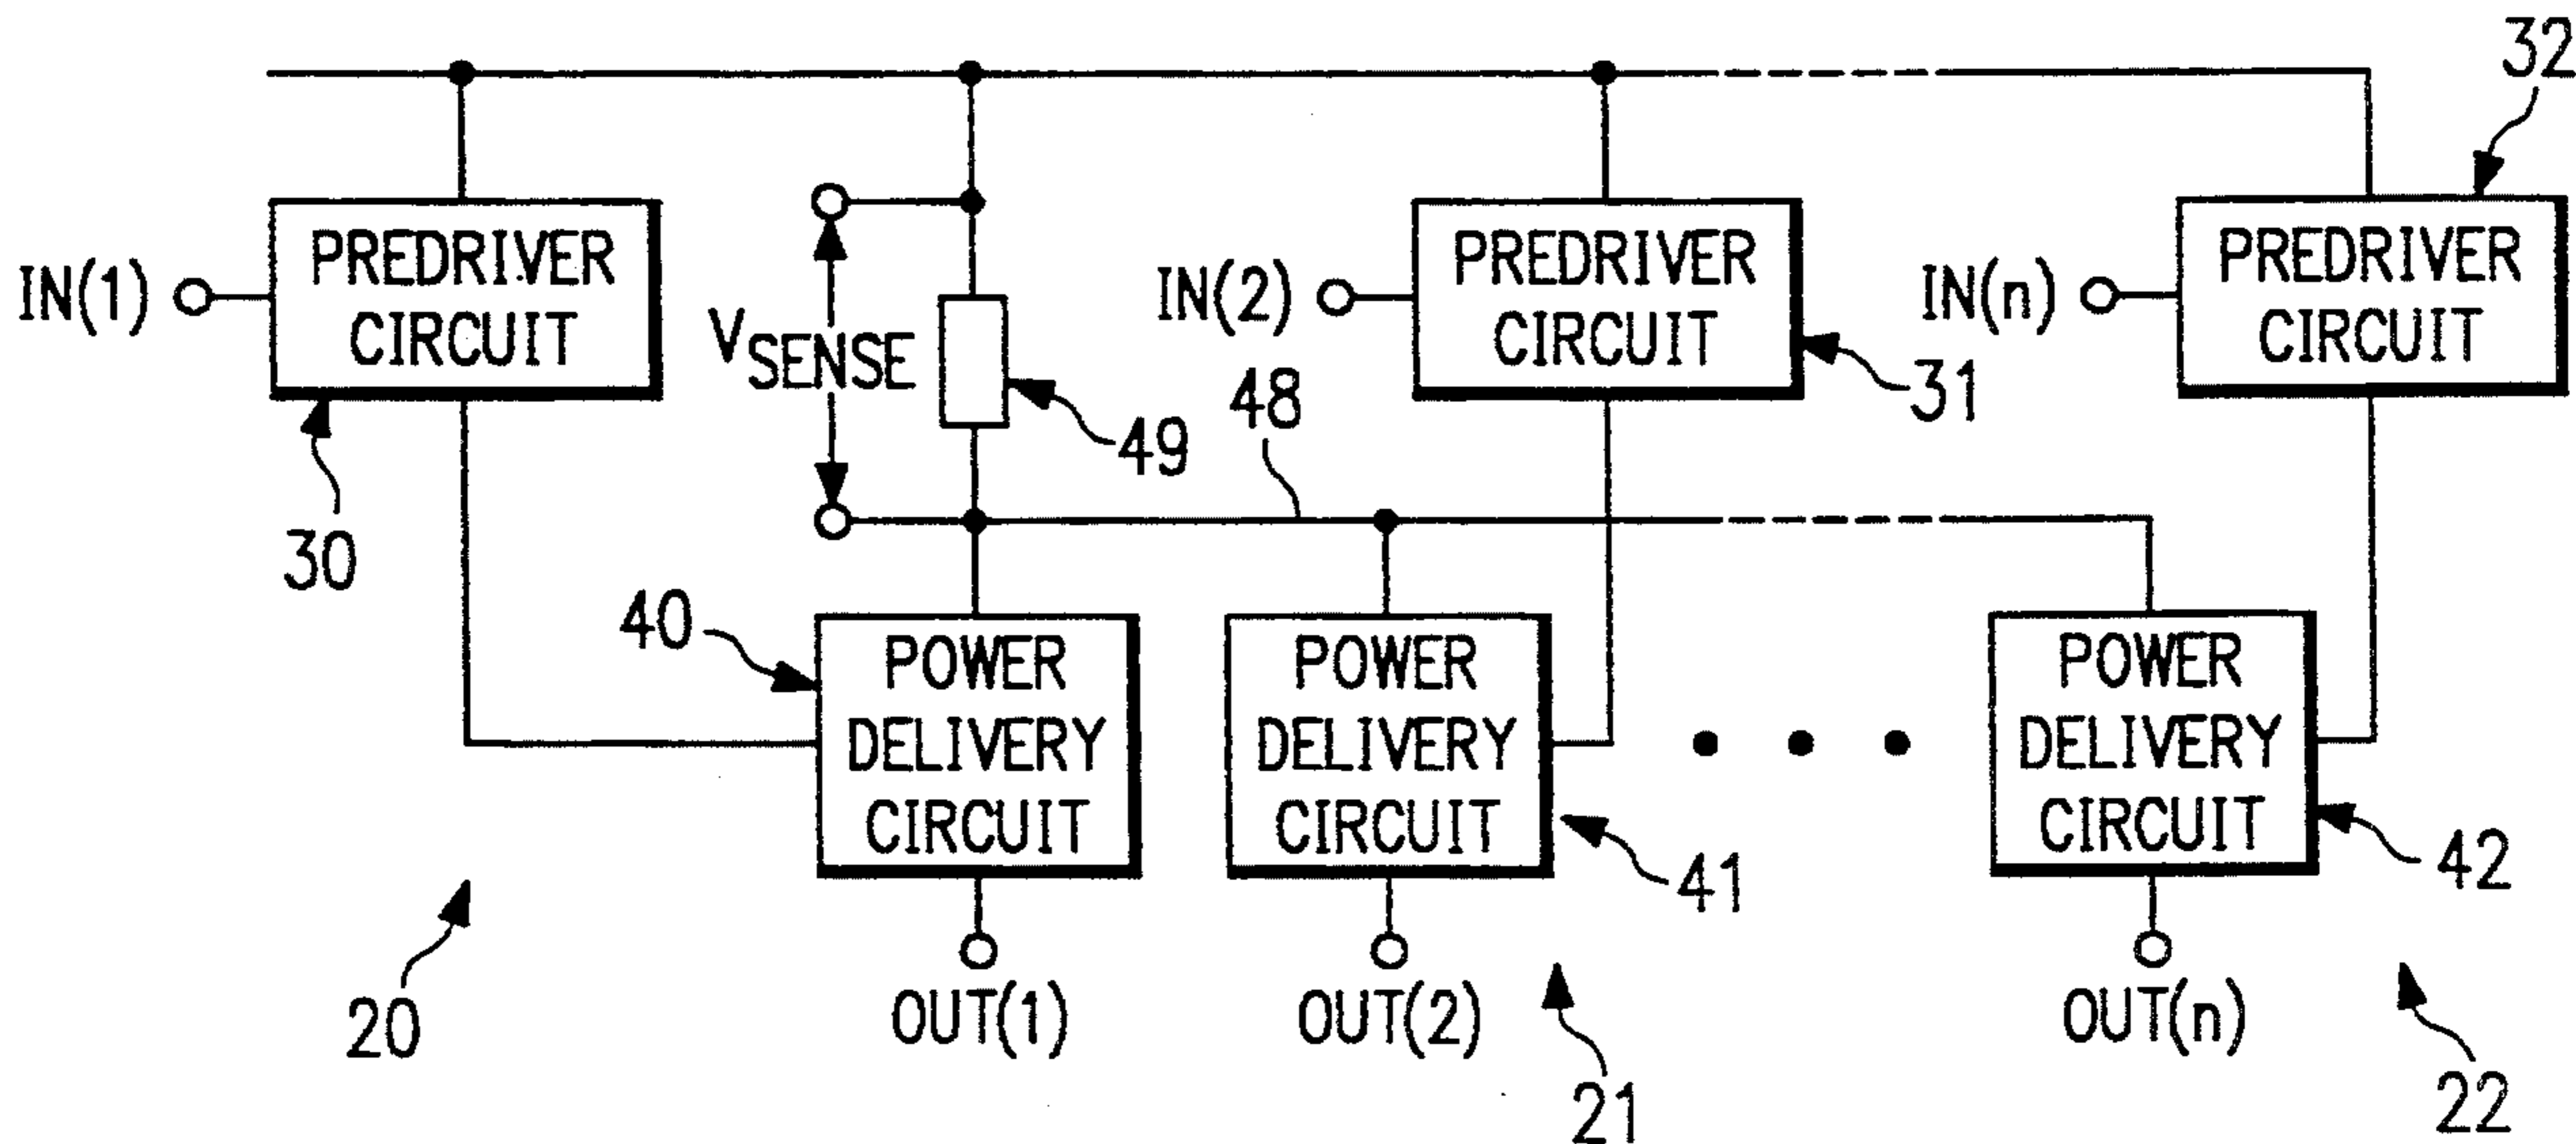 32
PREDRIVER
CIRCUIT
IN(1)
30
VSENSE
49
IN(2)
PREDRIVER
CIRCUIT
31
48
IN(n)
PREDRIVER
CIRCUIT
40
POWER
DELIVERY
CIRCUIT
OUT(1)
20
POWER
DELIVERY
CIRCUIT
41
OUT(2)
21
POWER
DELIVERY
CIRCUIT
42
OUT(n)
22